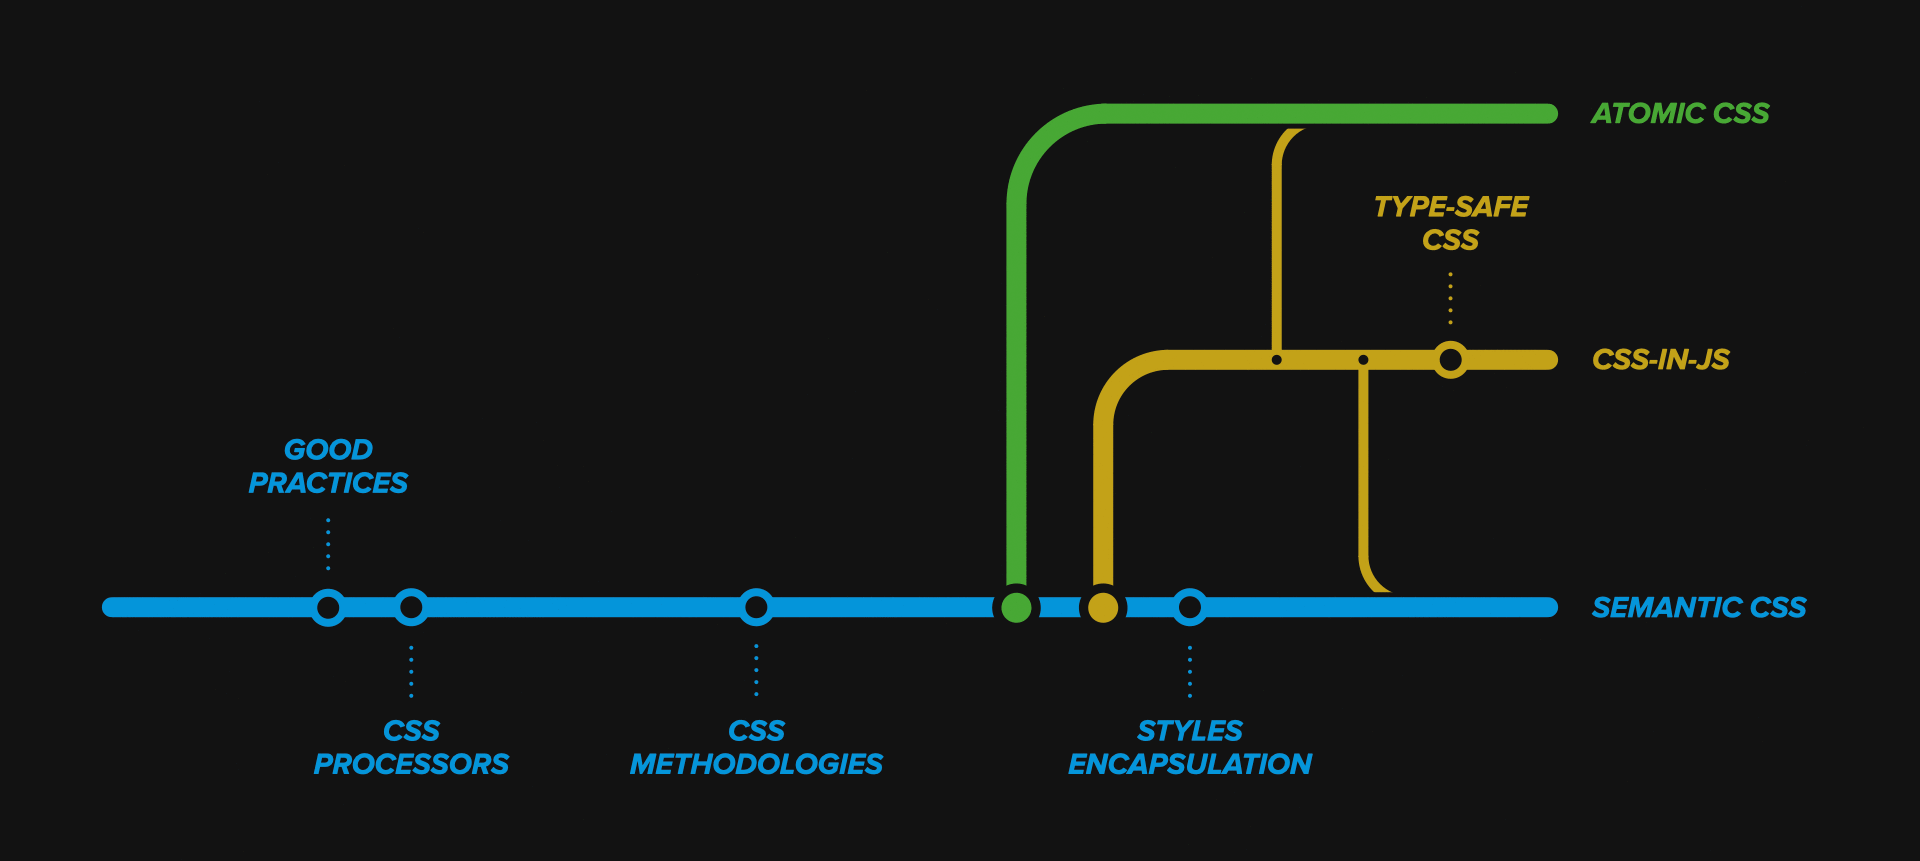 ATOMIC CSS
TYPE-SAFE
CSS
CSS-IN-JS
GOOD
PRACTICES
SEMANTIC CSS
CSS
PROCESSORS
CSS
METHODOLOGIES
STYLES
ENCAPSULATION